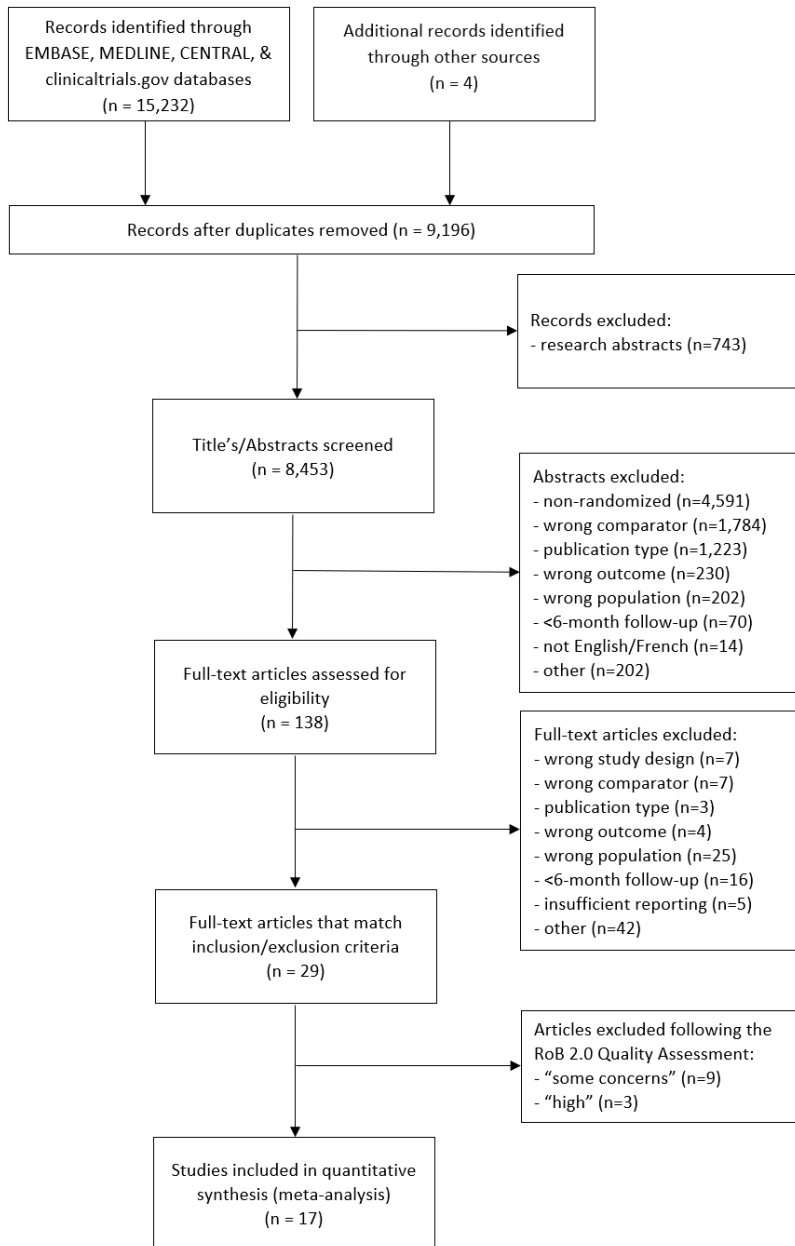 Records identified through
EMBASE, MEDLINE, CENTRAL, &
clinicaltrials.gov databases
(n = 15,232)
Additional records identified
through other sources
(n = 4)
Records after duplicates removed (n = 9,196)
Records excluded:
- research abstracts (n=743)
Title's/Abstracts screened
(n = 8,453)
Abstracts excluded:
- non-randomized (n=4,591)
- wrong comparator (n=1,784)
- publication type (n=1,223)
- wrong outcome (n=230)
- wrong population (n=202)
- <6-month follow-up (n=70)
- not English/French (n=14)
- other (n=202)
Full-text articles assessed for
eligibility
(n = 138)
Full-text articles excluded:
- wrong study design (n=7)
- wrong comparator (n=7)
- publication type (n=3)
- wrong outcome (n=4)
- wrong population (n=25)
- <6-month follow-up (n=16)
- insufficient reporting (n=5)
- other (n=42)
Full-text articles that match
inclusion/exclusion criteria
(n = 29)
Articles excluded following the
RoB 2.0 Quality Assessment:
- “some concerns” (n=9)
- “high” (n=3)
Studies included in quantitative
synthesis (meta-analysis)
n = 17